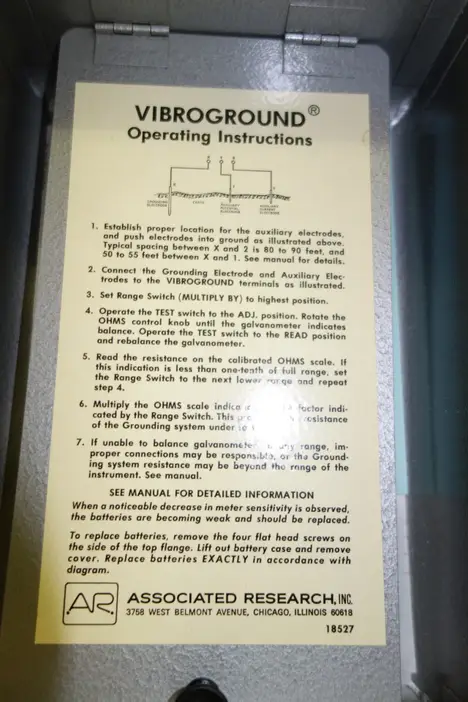 VIBROGROUND®
Operating Instructions
1. Establish proper location for the auxiliary electrodes,
and push electrodes into ground as illustrated above.
Typical spacing between X and 2 is 80 to 90 feet, and
50 to 55 feet between X and 1. See manual for details.
2. Connect the Grounding Electrode and Auxiliary Elec-
trodes to the VIBROGROUND terminals as illustrated.
3. Set Range Switch (MULTIPLY BY) to highest position.
4. Operate the TEST switch to the ADJ. position. Rotate the
OHMS control knob until the galvanometer indicates
balance. Operate the TEST switch to the READ position
and rebalance the galvanometer.
5. Read the resistance on the calibrated OHMS scale. If
this indication is less than one-tenth of full range, set
the Range Switch to the next lower range and repeat
step 4.
6. Multiply the OHMS scale factor indi-
cated by the Range Switch. This resistance
of the Grounding system under
7. If unable to balance galvanometer any range, im-
proper connections may be responsible, or the Ground-
ing system resistance may be beyond the range of the
instrument. See manual.
SEE MANUAL FOR DETAILED INFORMATION
When a noticeable decrease in meter sensitivity is observed,
the batteries are becoming weak and should be replaced.
To replace batteries, remove the four flat head screws on
the side of the top flange. Lift out battery case and remove
cover. Replace batteries EXACTLY in accordance with
diagram.
AR ASSOCIATED RESEARCH, INC.
3758 WEST BELMONT AVENUE, CHICAGO, ILLINOIS 60618
18527